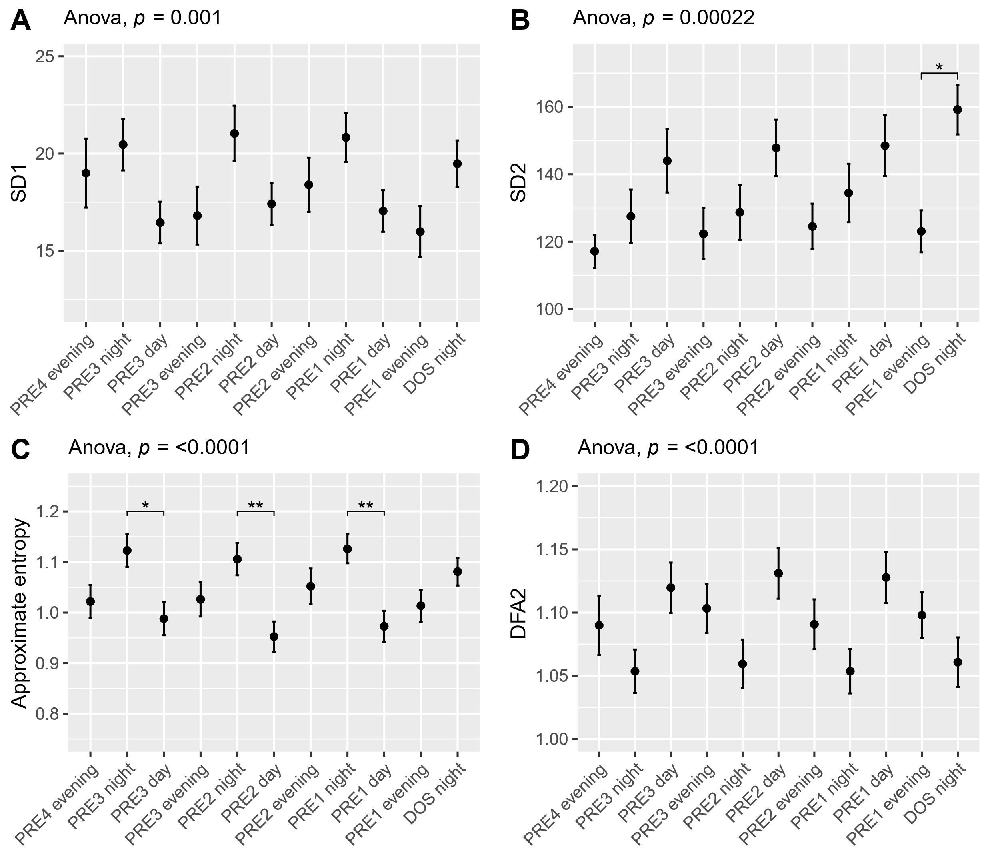 A
Anova, p = 0.001
SD1
25
20
15
PRE4 evening
PRE3 night
PRE3 day
PRE3 evening
PRE2 night
PRE2 day
PRE2 evening
PRE1 night
PRE1 day
PRE1 evening
DOS night
B
Anova, p = 0.00022
SD2
160
140
120
100
*
PRE4 evening
PRE3 night
PRE3 day
PRE3 evening
PRE2 night
PRE2 day
PRE2 evening
PRE1 night
PRE1 day
PRE1 evening
DOS night
C
Anova, p = <0.0001
Approximate entropy
1.2
1.1
1.0
0.9
0.8
*
**
**
PRE4 evening
PRE3 night
PRE3 day
PRE3 evening
PRE2 night
PRE2 day
PRE2 evening
PRE1 night
PRE1 day
PRE1 evening
DOS night
D
Anova, p = <0.0001
DFA2
1.20
1.15
1.10
1.05
1.00
PRE4 evening
PRE3 night
PRE3 day
PRE3 evening
PRE2 night
PRE2 day
PRE2 evening
PRE1 night
PRE1 day
PRE1 evening
DOS night